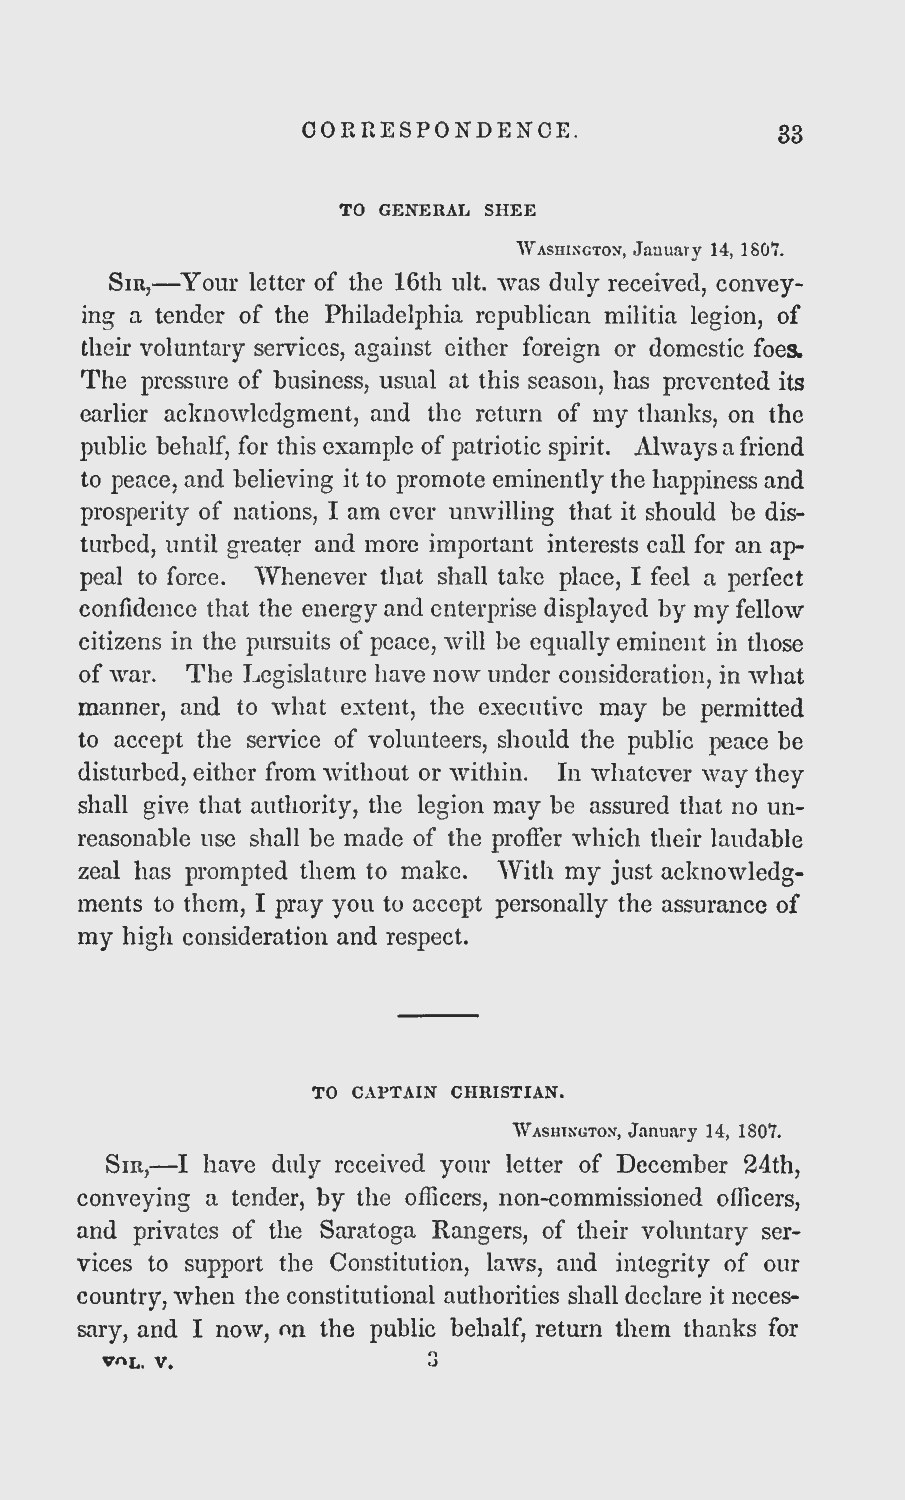 CORRESPONDENCE. 33
TO GENERAL SHEE
WASHINGTON, January 14, 1807.
SIR,—Your letter of the 16th ult. was duly received, convey-
ing a tender of the Philadelphia republican militia legion, of
their voluntary services, against either foreign or domestic foes.
The pressure of business, usual at this season, has prevented its
earlier acknowledgment, and the return of my thanks, on the
public behalf, for this example of patriotic spirit. Always a friend
to peace, and believing it to promote eminently the happiness and
prosperity of nations, I am ever unwilling that it should be dis-
turbed, until greater and more important interests call for an ap-
peal to force. Whenever that shall take place, I feel a perfect
confidence that the energy and enterprise displayed by my fellow
citizens in the pursuits of peace, will be equally eminent in those
of war. The Legislature have now under consideration, in what
manner, and to what extent, the executive may be permitted
to accept the service of volunteers, should the public peace be
disturbed, either from without or within. In whatever way they
shall give that authority, the legion may be assured that no un-
reasonable use shall be made of the proffer which their laudable
zeal has prompted them to make. With my just acknowledg-
ments to them, I pray you to accept personally the assurance of
my high consideration and respect.
TO CAPTAIN CHRISTIAN.
WASHINGTON, January 14, 1807.
SIR,—I have duly received your letter of December 24th,
conveying a tender, by the officers, non-commissioned officers,
and privates of the Saratoga Rangers, of their voluntary ser-
vices to support the Constitution, laws, and integrity of our
country, when the constitutional authorities shall declare it neces-
sary, and I now, on the public behalf, return them thanks for
VOL. V. 3